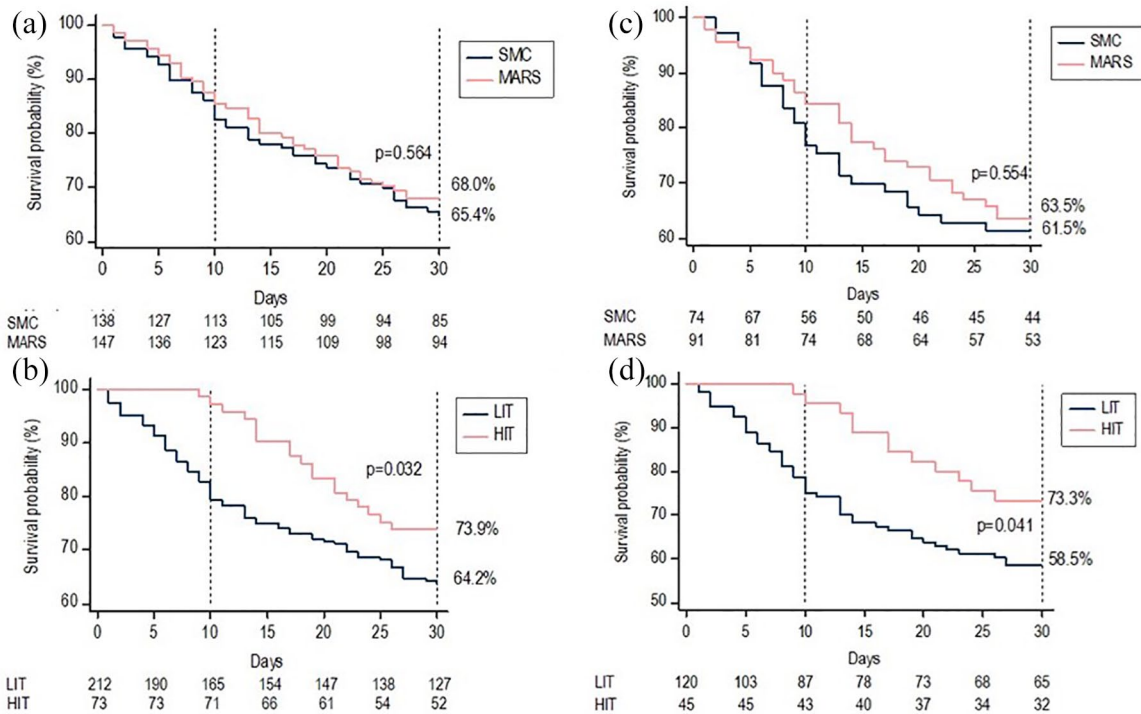 (a)
100
90
80
70
60
Survival probability (%)
SMC
MARS
p=0.564
68.0%
65.4%
0 5 10 15 20 25 30
Days
SMC 138 127 113 105 99 94 85
MARS 147 136 123 115 109 98 94
(c)
100
90
80
70
60
Survival probability (%)
SMC
MARS
p=0.554
63.5%
61.5%
0 5 10 15 20 25 30
Days
SMC 74 67 56 50 46 45 44
MARS 91 81 74 68 64 57 53
(b)
100
90
80
70
60
Survival probability (%)
LIT
HIT
p=0.032
73.9%
64.2%
0 5 10 15 20 25 30
Days
LIT 212 190 165 154 147 138 127
HIT 73 73 71 66 61 54 52
(d)
100
90
80
70
60
50
Survival probability (%)
LIT
HIT
73.3%
p=0.041
58.5%
0 5 10 15 20 25 30
Days
LIT 120 103 87 78 73 68 65
HIT 45 45 43 40 37 34 32